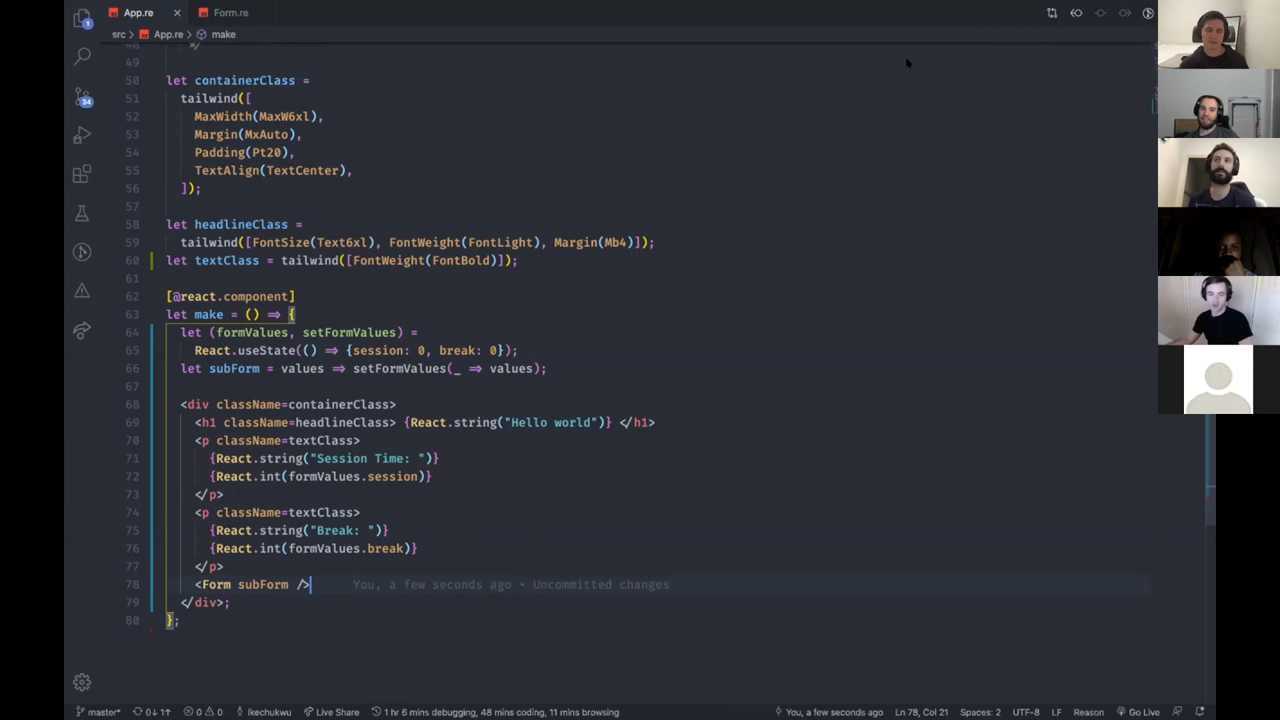 App.re
Form.re
src > App.re > make
1
34
48 */
49
50 let containerClass =
51 tailwind([
52 MaxWidth(MaxW6xl),
53 Margin(MxAuto),
54 Padding(Pt20),
55 TextAlign(TextCenter),
56 ]);
57
58 let headlineClass =
59 tailwind([FontSize(Text6xl), FontWeight(FontLight), Margin(Mb4)]);
60 let textClass = tailwind([FontWeight(FontBold)]);
61
62 [@react.component]
63 let make = () => {
64 let (formValues, setFormValues) =
65 React.useState(() => {session: 0, break: 0});
66 let subForm = values => setFormValues(_ => values);
67
68 <div className=containerClass>
69 <h1 className=headlineClass> {React.string("Hello world")} </h1>
70 <p className=textClass>
71 {React.string("Session Time: ")}
72 {React.int(formValues.session)}
73 </p>
74 <p className=textClass>
75 {React.string("Break: ")}
76 {React.int(formValues.break)}
77 </p>
78 <Form subForm /> You, a few seconds ago • Uncommitted changes
79 </div>;
80 };
master* 0↓ 1↑ 0 0 Ikechukwu Live Share 1 hr 6 mins debugging, 48 mins coding, 11 mins browsing You, a few seconds ago Ln 78, Col 21 Spaces: 2 UTF-8 LF Reason Go Live